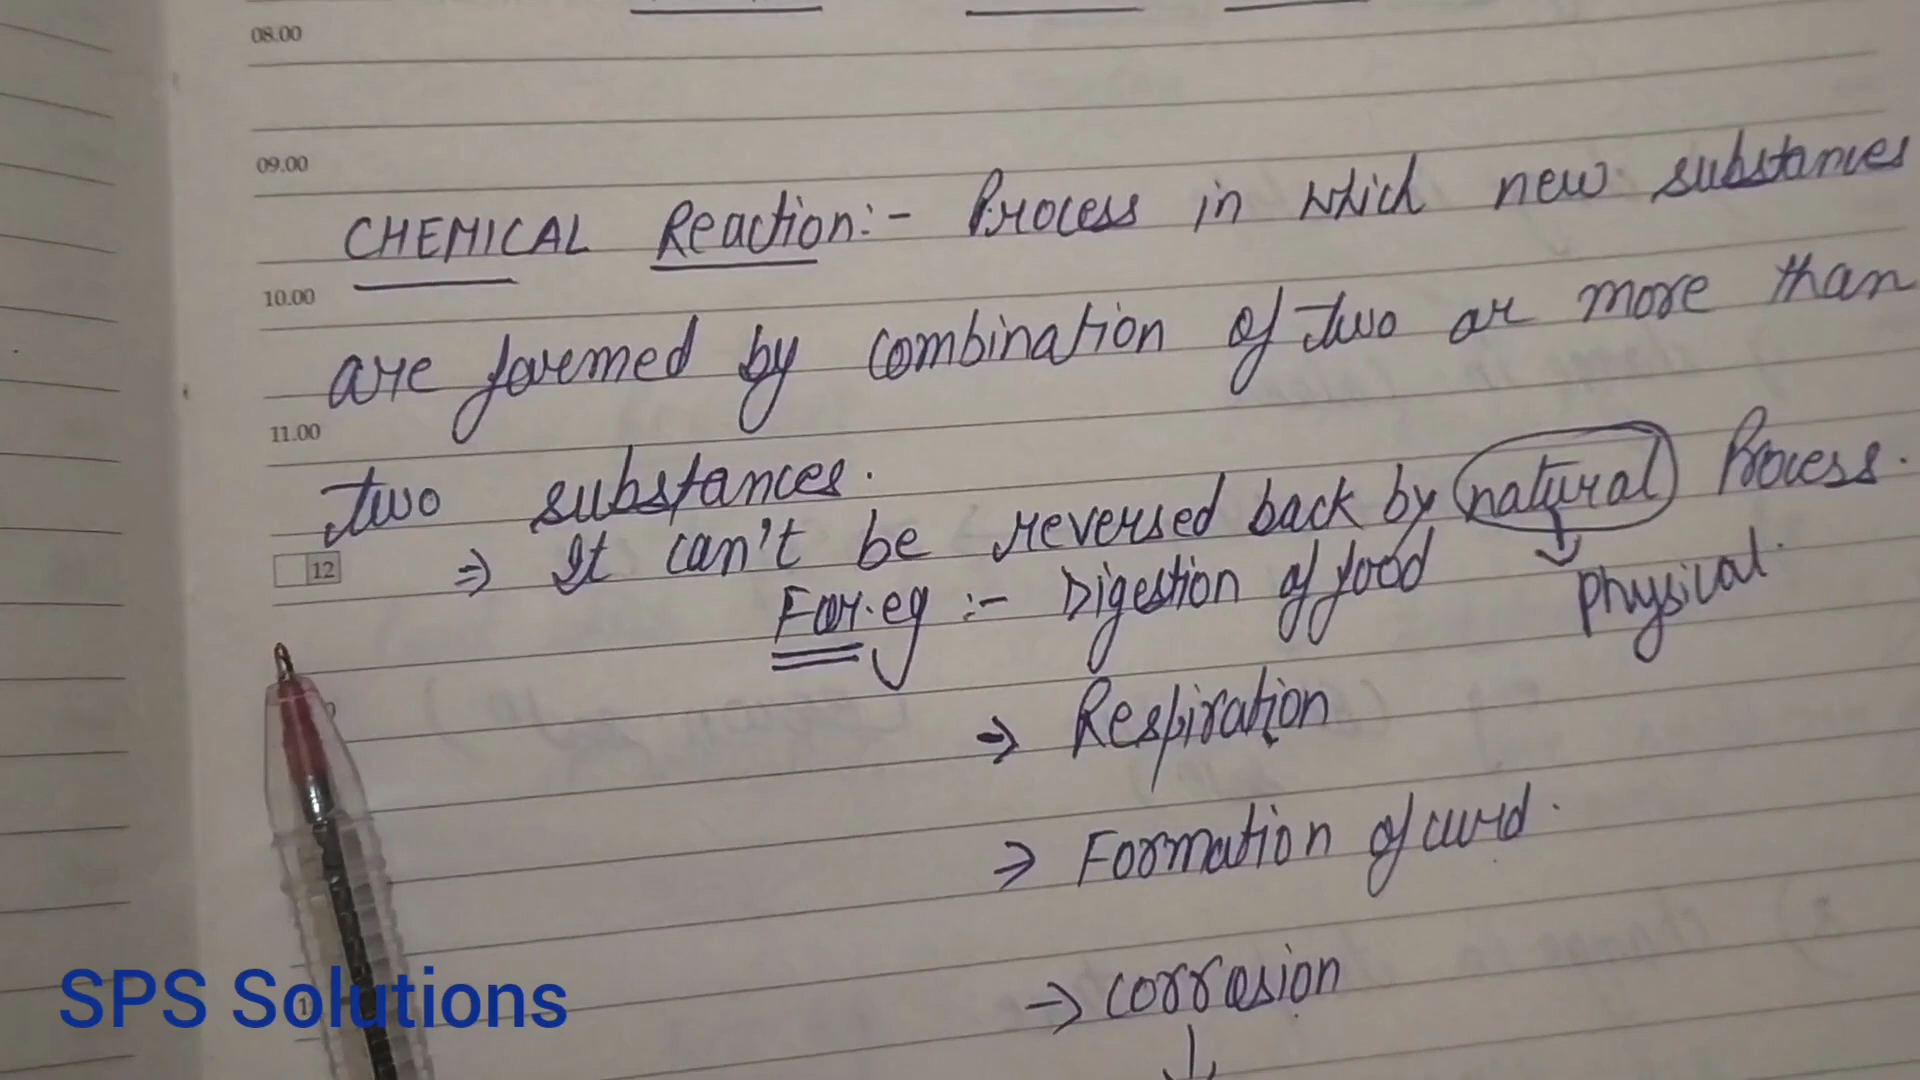 08.00
09.00
CHEMICAL Reaction:- Process in which new substances
10.00
are formed by combination of two or more than
11.00
two substances.
⇒ It can't be reversed back by natural Process.
12
Physical.
For.eg :- Digestion of food
→ Respiration
→ Formation of curd.
→ corrosion
SPS Solutions